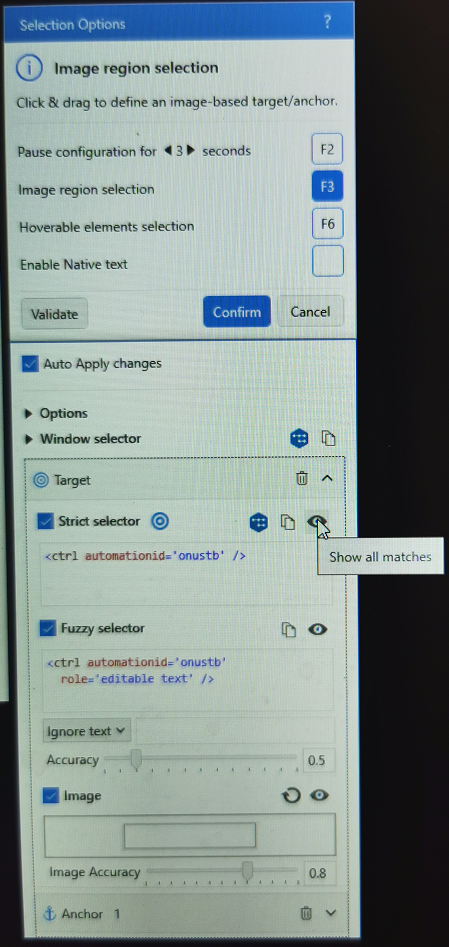 Selection Options ?
Image region selection
Click & drag to define an image-based target/anchor.
Pause configuration for 3 seconds F2
Image region selection F3
Hoverable elements selection F6
Enable Native text
Validate Confirm Cancel
Auto Apply changes
Options
Window selector
Target
Strict selector
Show all matches
<ctrl automationid='onustb' />
Fuzzy selector
<ctrl automationid='onustb'
role='editable text' />
Ignore text
Accuracy 0.5
Image
Image Accuracy 0.8
Anchor 1